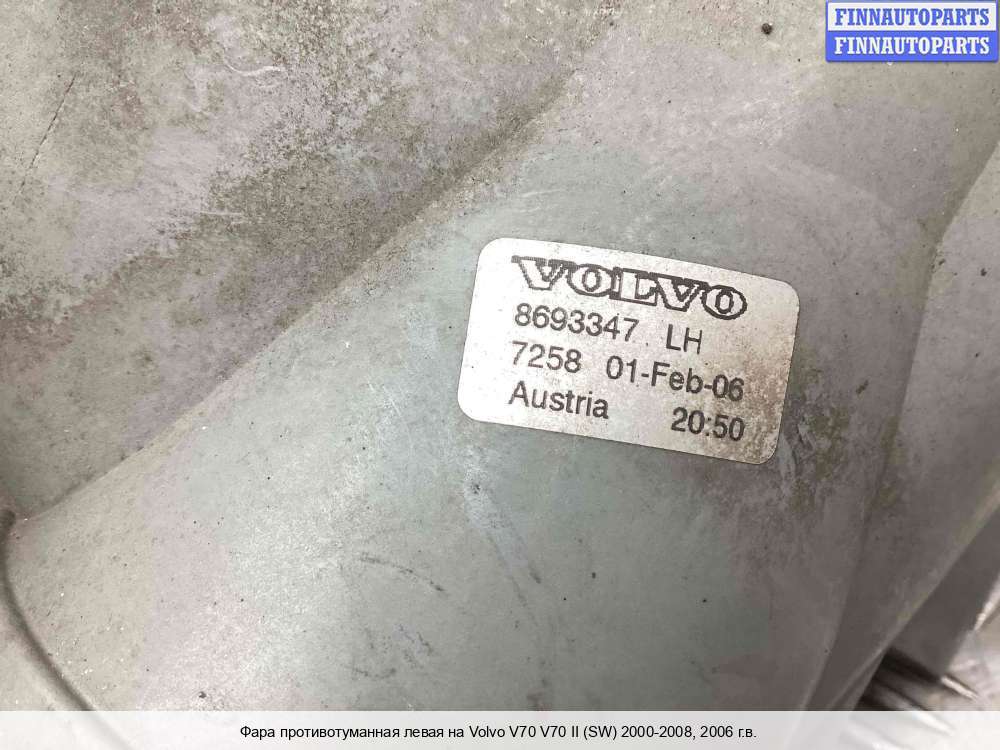 FINNAUTOPARTS
FINNAUTOPARTS
VOLVO
8693347 LH
7258 01-Feb-06
Austria 20:50
Фара противотуманная левая на Volvo V70 V70 II (SW) 2000-2008, 2006 г.в.